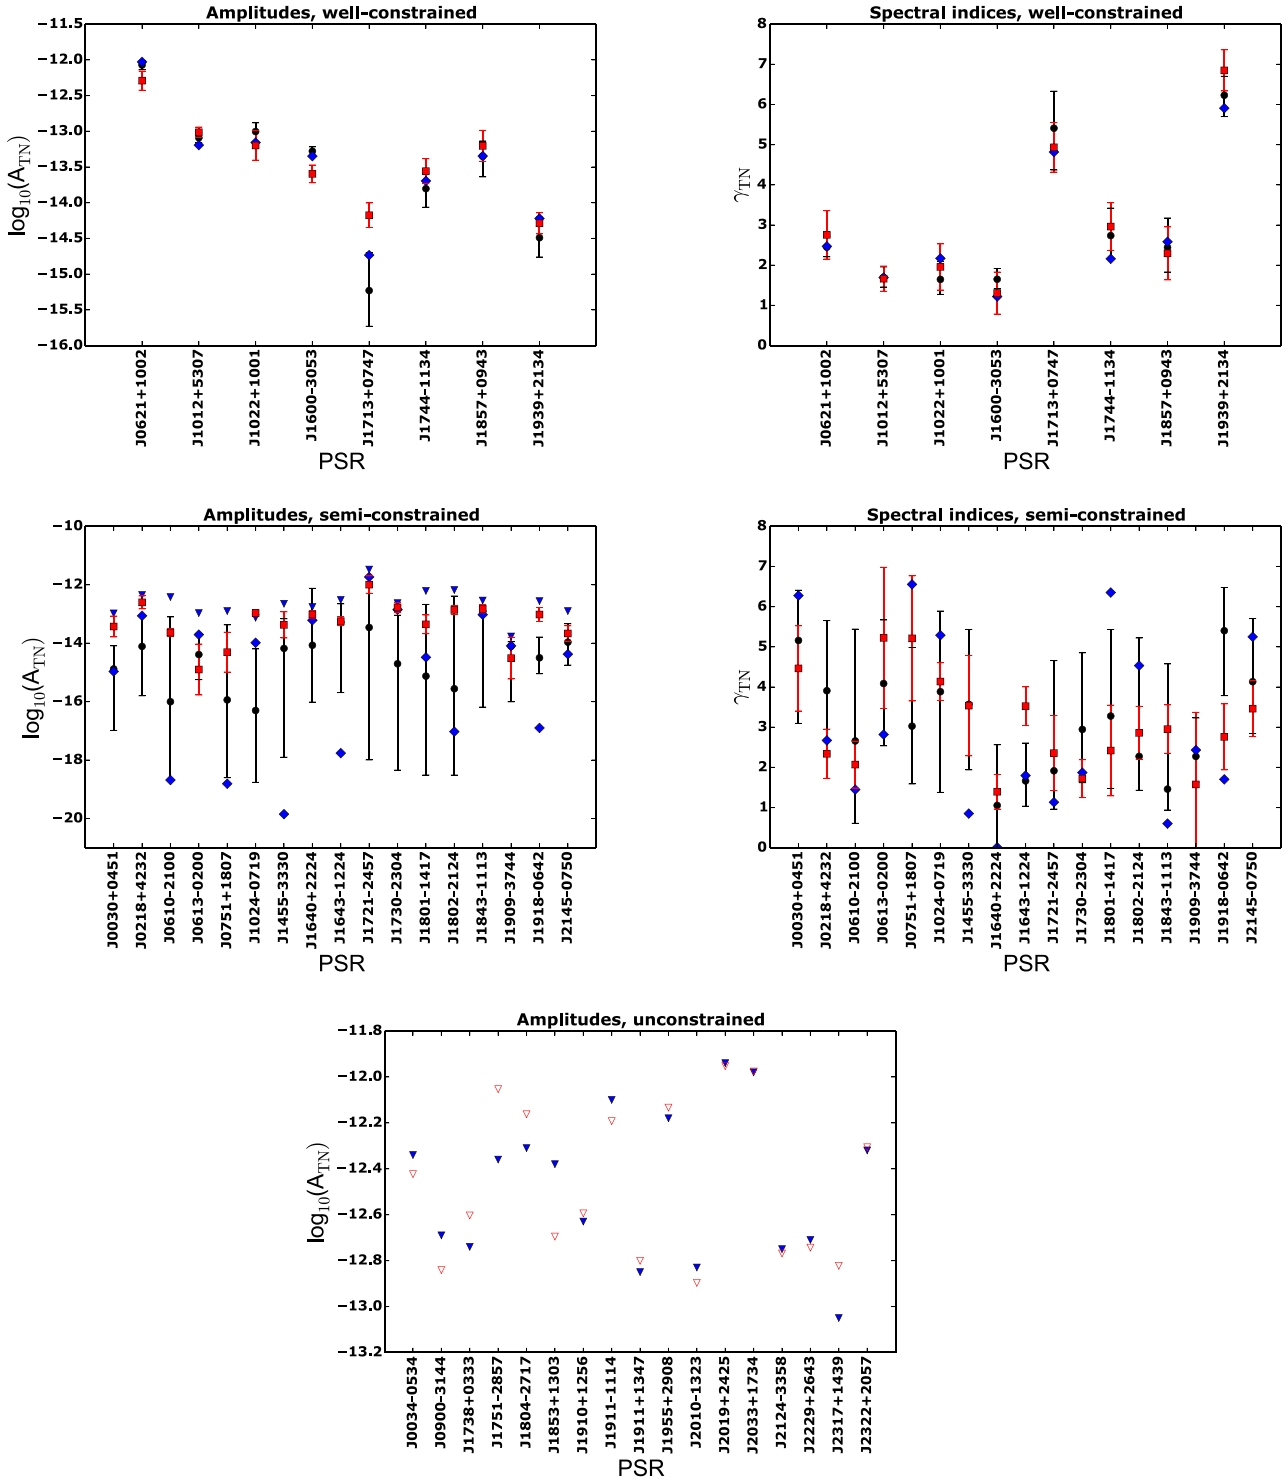 Amplitudes, well-constrained
−11.5
−12.0
−12.5
−13.0
−13.5
−14.0
−14.5
−15.0
−15.5
−16.0
log10(ATN)
J0621+1002
J1012+5307
J1022+1001
J1600-3053
J1713+0747
J1744-1134
J1857+0943
J1939+2134
PSR
Spectral indices, well-constrained
8
7
6
5
4
3
2
1
0
γTN
J0621+1002
J1012+5307
J1022+1001
J1600-3053
J1713+0747
J1744-1134
J1857+0943
J1939+2134
PSR
Amplitudes, semi-constrained
−10
−12
−14
−16
−18
−20
log10(ATN)
J0030+0451
J0218+4232
J0610-2100
J0613-0200
J0751+1807
J1024-0719
J1455-3330
J1640+2224
J1643-1224
J1721-2457
J1730-2304
J1801-1417
J1802-2124
J1843-1113
J1909-3744
J1918-0642
J2145-0750
PSR
Spectral indices, semi-constrained
8
7
6
5
4
3
2
1
0
γTN
J0030+0451
J0218+4232
J0610-2100
J0613-0200
J0751+1807
J1024-0719
J1455-3330
J1640+2224
J1643-1224
J1721-2457
J1730-2304
J1801-1417
J1802-2124
J1843-1113
J1909-3744
J1918-0642
J2145-0750
PSR
Amplitudes, unconstrained
−11.8
−12.0
−12.2
−12.4
−12.6
−12.8
−13.0
−13.2
log10(ATN)
J0034-0534
J0900-3144
J1738+0333
J1751-2857
J1804-2717
J1853+1303
J1910+1256
J1911-1114
J1911+1347
J1955+2908
J2010-1323
J2019+2425
J2033+1734
J2124-3358
J2229+2643
J2317+1439
J2322+2057
PSR